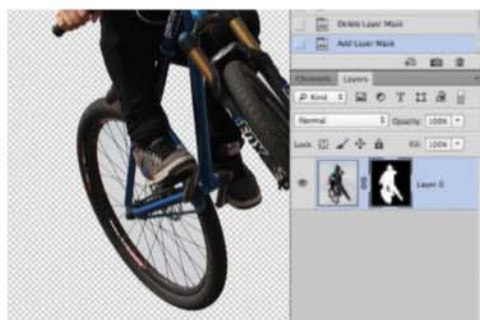 Delete Layer Mask
Add Layer Mask
Channels Layers
Kind
Normal Opacity: 100%
Lock: Fill: 100%
Layer 0